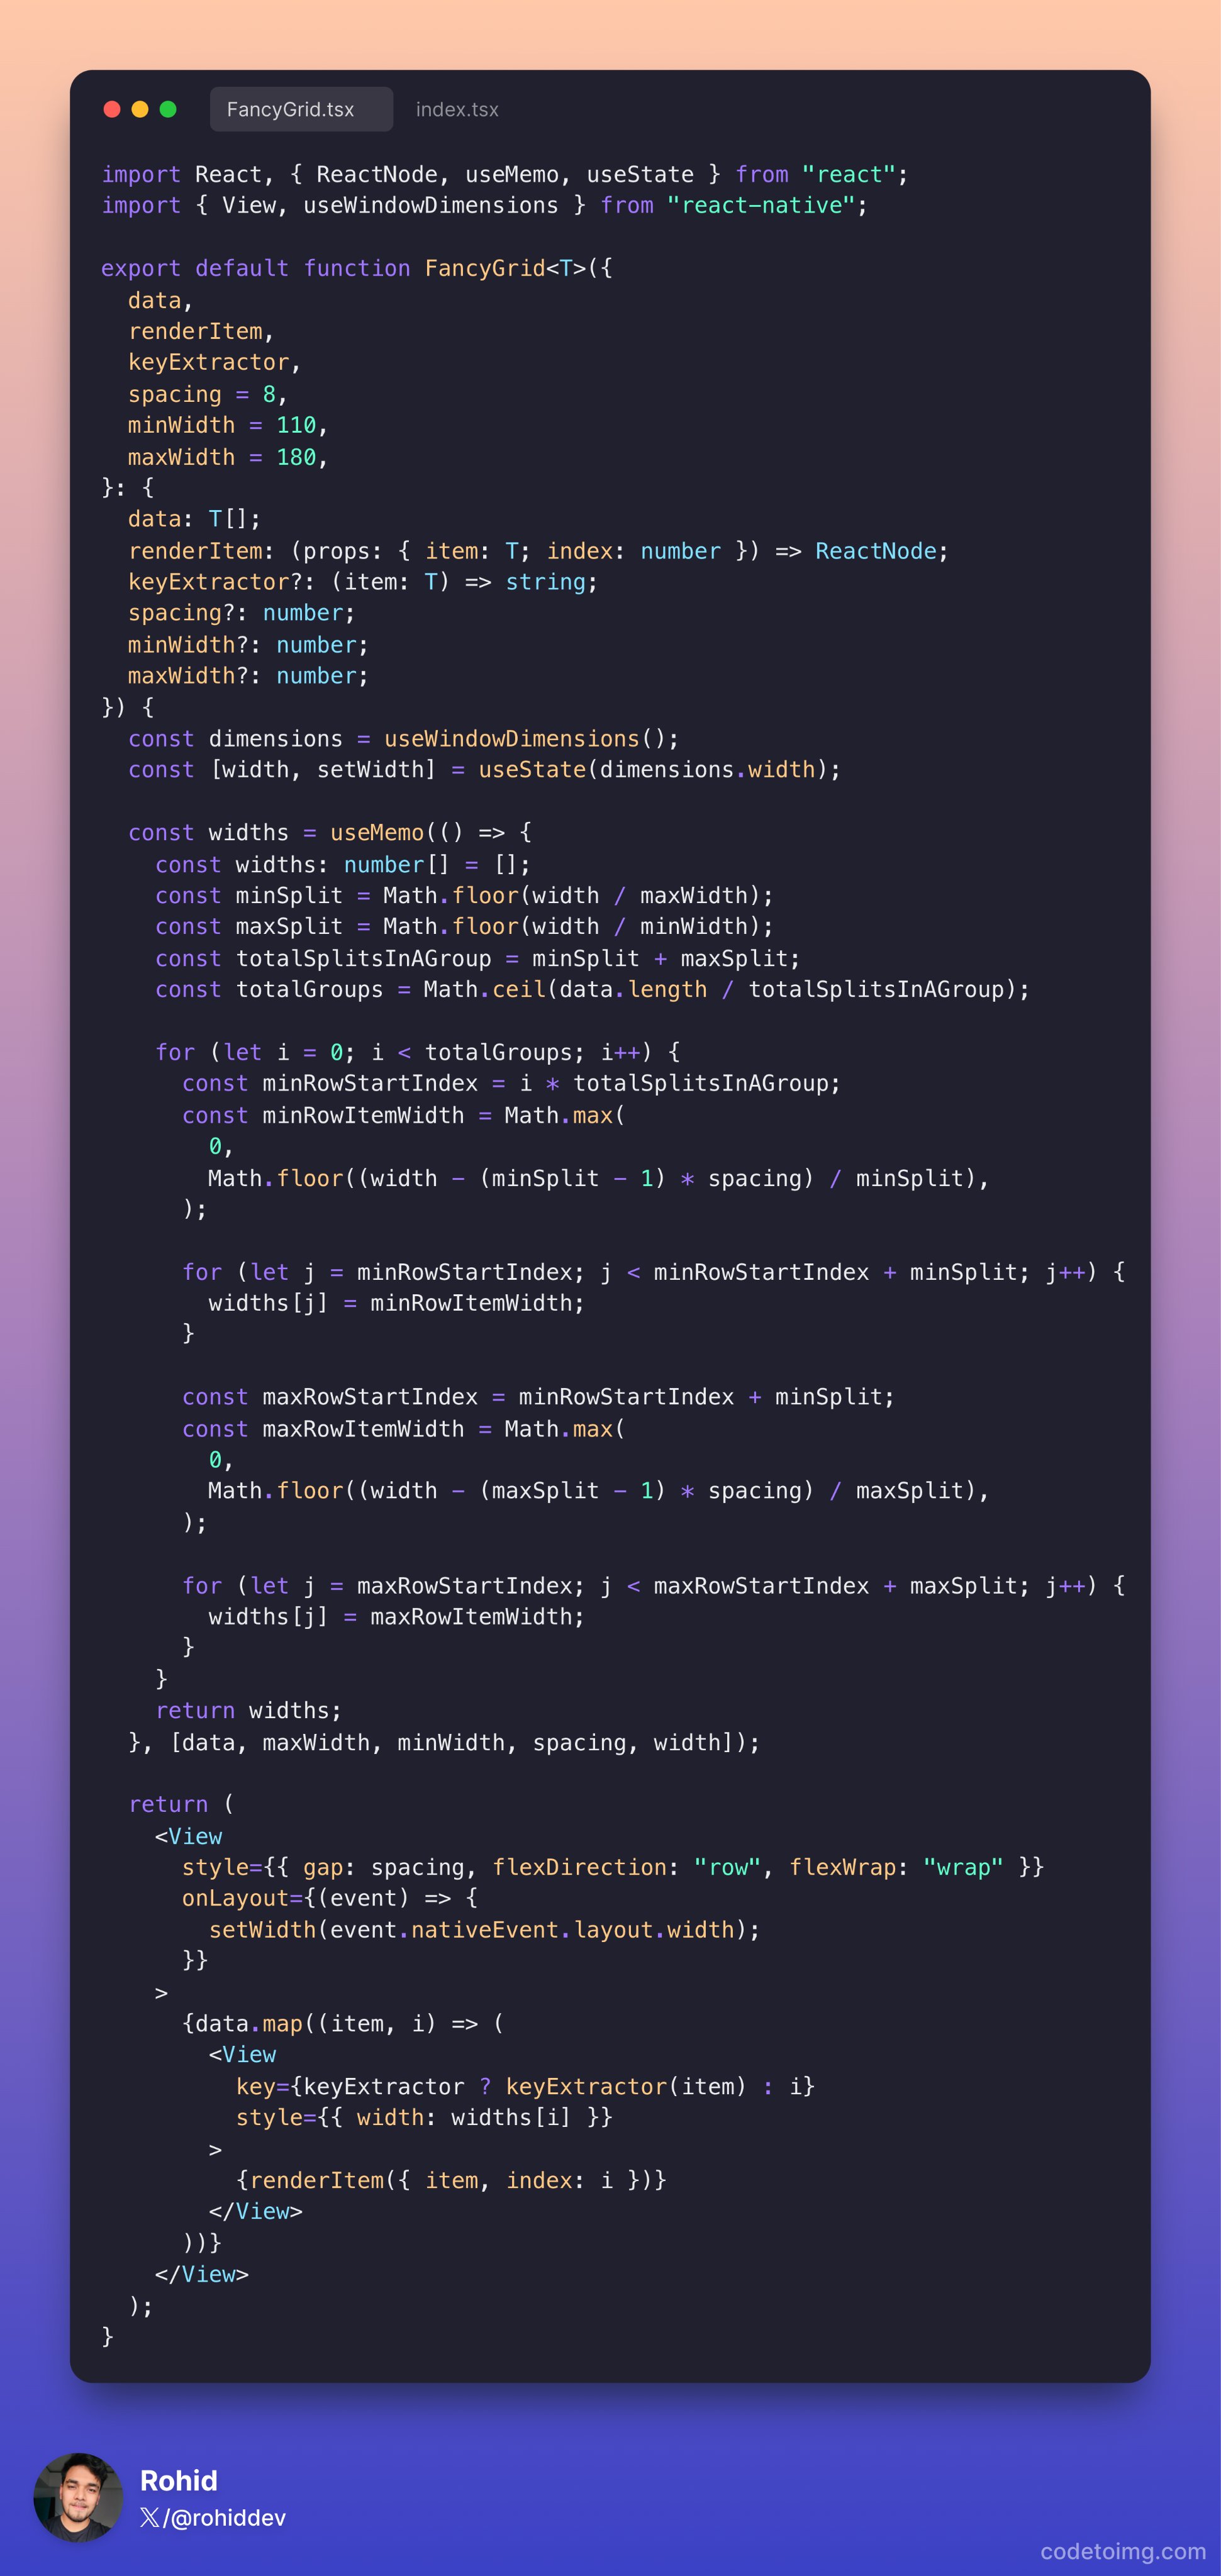 FancyGrid.tsx index.tsx
import React, { ReactNode, useMemo, useState } from "react";
import { View, useWindowDimensions } from "react-native";

export default function FancyGrid<T>({
  data,
  renderItem,
  keyExtractor,
  spacing = 8,
  minWidth = 110,
  maxWidth = 180,
}: {
  data: T[];
  renderItem: (props: { item: T; index: number }) => ReactNode;
  keyExtractor?: (item: T) => string;
  spacing?: number;
  minWidth?: number;
  maxWidth?: number;
}) {
  const dimensions = useWindowDimensions();
  const [width, setWidth] = useState(dimensions.width);

  const widths = useMemo(() => {
    const widths: number[] = [];
    const minSplit = Math.floor(width / maxWidth);
    const maxSplit = Math.floor(width / minWidth);
    const totalSplitsInAGroup = minSplit + maxSplit;
    const totalGroups = Math.ceil(data.length / totalSplitsInAGroup);

    for (let i = 0; i < totalGroups; i++) {
      const minRowStartIndex = i * totalSplitsInAGroup;
      const minRowItemWidth = Math.max(
        0,
        Math.floor((width - (minSplit - 1) * spacing) / minSplit),
      );

      for (let j = minRowStartIndex; j < minRowStartIndex + minSplit; j++) {
        widths[j] = minRowItemWidth;
      }

      const maxRowStartIndex = minRowStartIndex + minSplit;
      const maxRowItemWidth = Math.max(
        0,
        Math.floor((width - (maxSplit - 1) * spacing) / maxSplit),
      );

      for (let j = maxRowStartIndex; j < maxRowStartIndex + maxSplit; j++) {
        widths[j] = maxRowItemWidth;
      }
    }
    return widths;
  }, [data, maxWidth, minWidth, spacing, width]);

  return (
    <View
      style={{ gap: spacing, flexDirection: "row", flexWrap: "wrap" }}
      onLayout={(event) => {
        setWidth(event.nativeEvent.layout.width);
      }}
    >
      {data.map((item, i) => (
        <View
          key={keyExtractor ? keyExtractor(item) : i}
          style={{ width: widths[i] }}
        >
          {renderItem({ item, index: i })}
        </View>
      ))}
    </View>
  );
}
Rohid
𝕏/@rohiddev
codetoimg.com